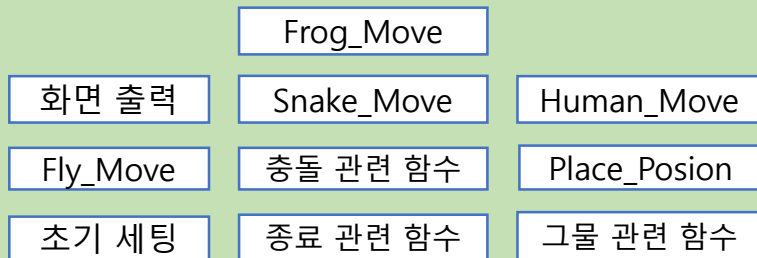 Frog_Move
화면 출력 Snake_Move Human_Move
Fly_Move 충돌 관련 함수 Place_Posion
초기 세팅 종료 관련 함수 그물 관련 함수